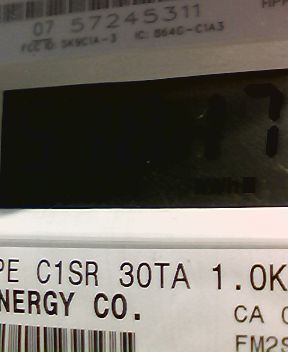 07 57245311
FCC ID: SK9C1A-3 IC: 864G-C1A3
7
kWh
PE C1SR 30TA 1.0K
NERGY CO.
CA
FM2S